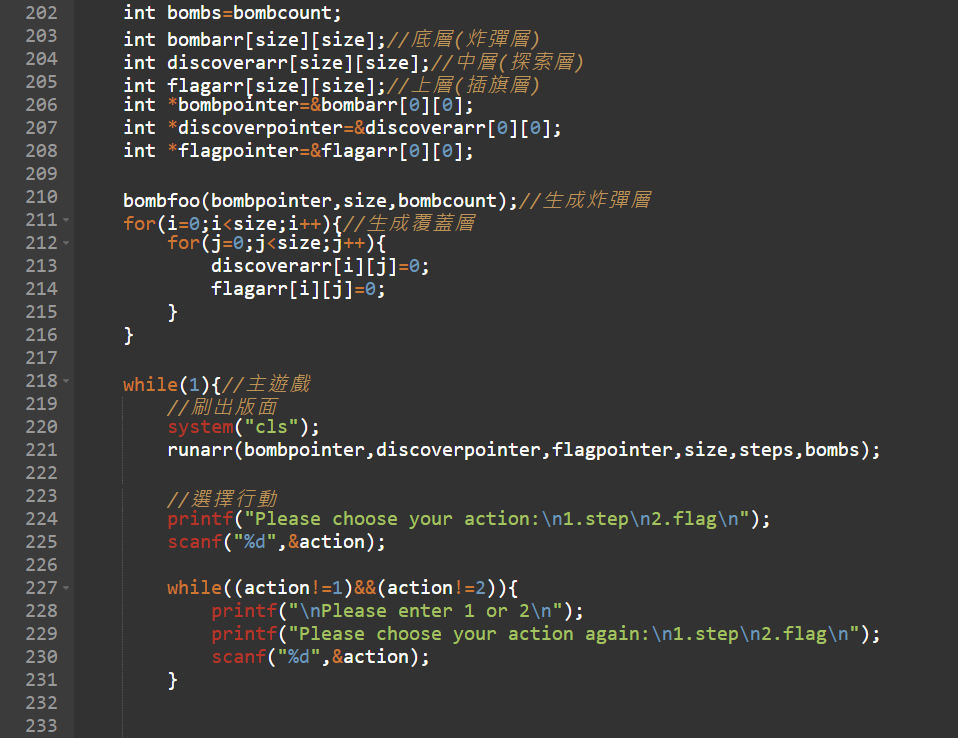 202 int bombs=bombcount;
203 int bombarr[size][size];//底層(炸彈層)
204 int discoverarr[size][size];//中層(探索層)
205 int flagarr[size][size];//上層(插旗層)
206 int *bombpointer=&bombarr[0][0];
207 int *discoverpointer=&discoverarr[0][0];
208 int *flagpointer=&flagarr[0][0];
209
210 bombfoo(bombpointer,size,bombcount);//生成炸彈層
211 for(i=0;i<size;i++){//生成覆蓋層
212 for(j=0;j<size;j++){
213 discoverarr[i][j]=0;
214 flagarr[i][j]=0;
215 }
216 }
217
218 while(1){//主遊戲
219 //刷出版面
220 system("cls");
221 runarr(bombpointer,discoverpointer,flagpointer,size,steps,bombs);
222
223 //選擇行動
224 printf("Please choose your action:\n1.step\n2.flag\n");
225 scanf("%d",&action);
226
227 while((action!=1)&&(action!=2)){
228 printf("\nPlease enter 1 or 2\n");
229 printf("Please choose your action again:\n1.step\n2.flag\n");
230 scanf("%d",&action);
231 }
232
233